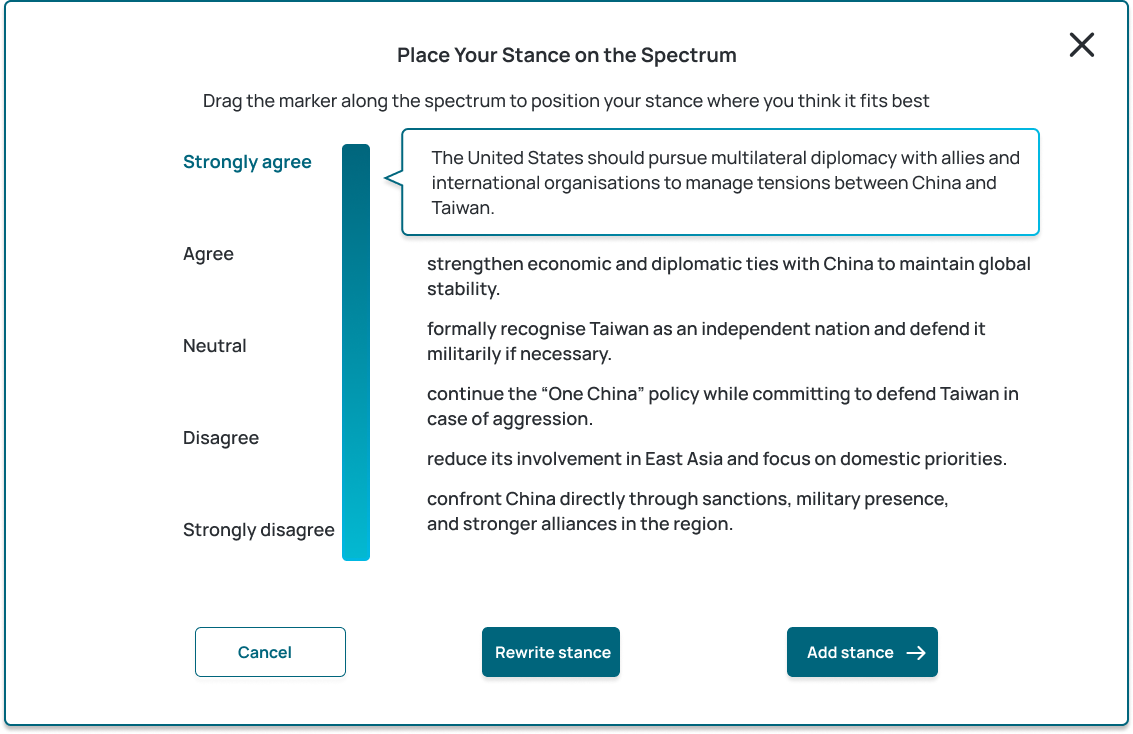 Place Your Stance on the Spectrum
Drag the marker along the spectrum to position your stance where you think it fits best
Strongly agree
The United States should pursue multilateral diplomacy with allies and
international organisations to manage tensions between China and
Taiwan.
Agree
strengthen economic and diplomatic ties with China to maintain global
stability.
formally recognise Taiwan as an independent nation and defend it
militarily if necessary.
Neutral
continue the “One China” policy while committing to defend Taiwan in
case of aggression.
Disagree
reduce its involvement in East Asia and focus on domestic priorities.
confront China directly through sanctions, military presence,
and stronger alliances in the region.
Strongly disagree
Cancel
Rewrite stance
Add stance